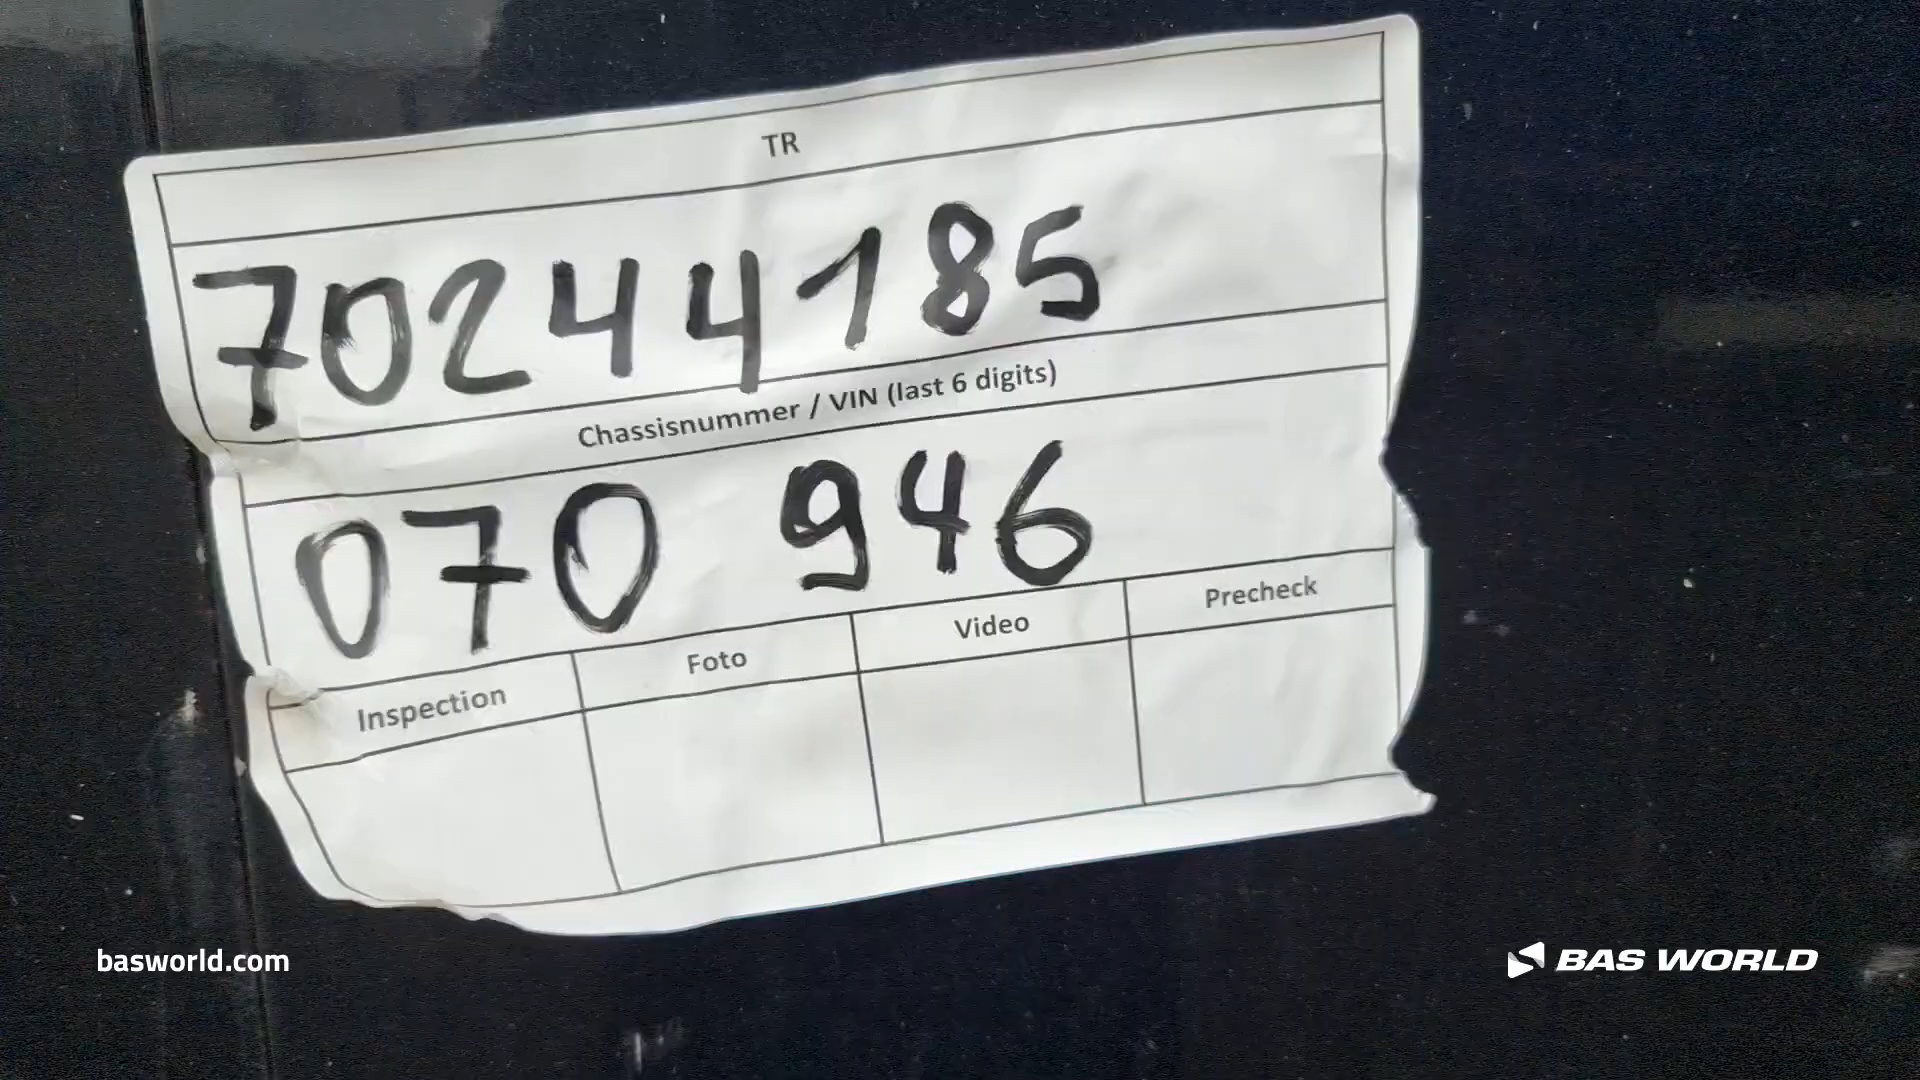 TR
70244185
Chassisnummer / VIN (last 6 digits)
070 946
Inspection Foto Video Precheck
basworld.com
BAS WORLD